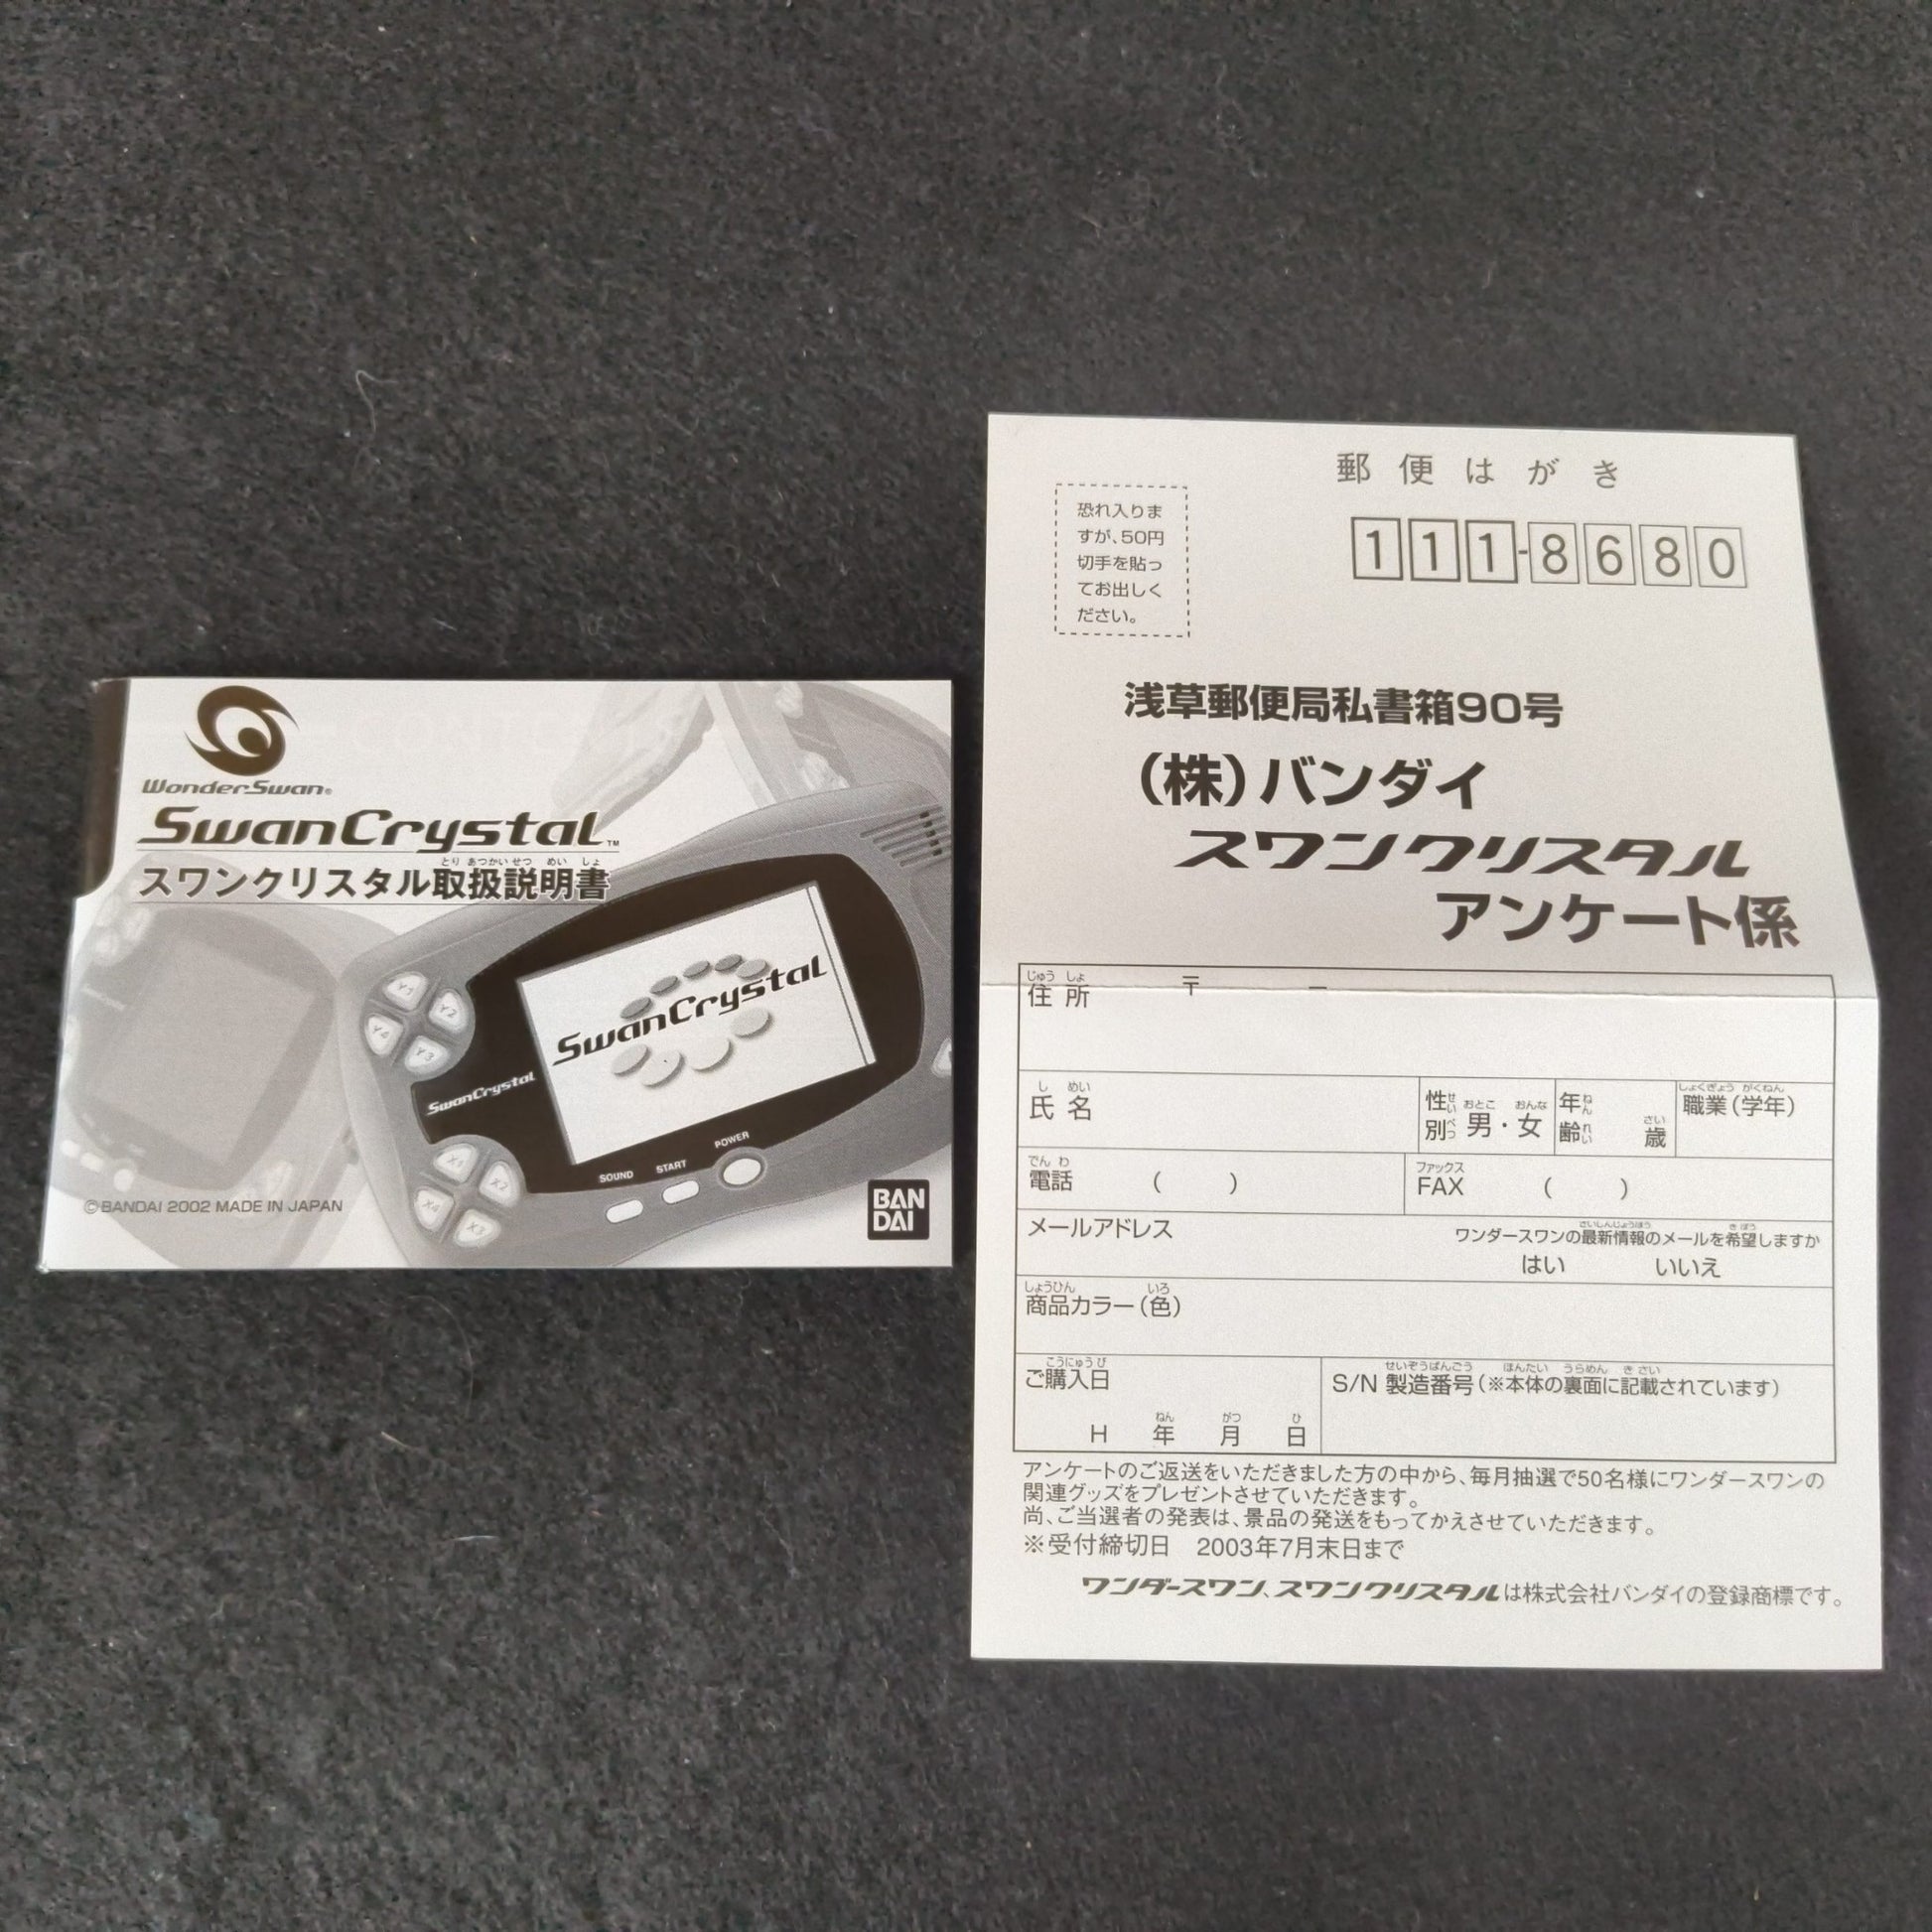 WonderSwan®
SwanCrystal™
とり あつかい せつ めい しょ
スワンクリスタル取扱説明書
Y1
Y2
Y4
Y3
SwanCrystal
SwanCrystal
X1
X2
X4
X3
SOUND
START
POWER
©BANDAI 2002 MADE IN JAPAN
BAN
DAI
郵便はがき
恐れ入りま
すが、50円
切手を貼っ
てお出しく
ださい。
111-8680
浅草郵便局私書箱90号
(株)バンダイ
スワンクリスタル
アンケート係
じゅう しょ
住所 〒 －
し めい
氏名
せい べつ
性別
おとこ おんな
男・女
ねん れい
年齢
さい
歳
しょくぎょう がくねん
職業(学年)
でん わ
電話 ( )
ファックス
FAX ( )
メールアドレス
さいしんじょうほう きぼう
ワンダースワンの最新情報のメールを希望しますか
はい いいえ
しょうひん いろ
商品カラー(色)
こうにゅう び
ご購入日
ねん がつ ひ
H 年 月 日
せいぞうばんごう ほんたい うらめん きさい
S/N 製造番号(※本体の裏面に記載されています)
アンケートのご返送をいただきました方の中から、毎月抽選で50名様にワンダースワンの
関連グッズをプレゼントさせていただきます。
尚、ご当選者の発表は、景品の発送をもってかえさせていただきます。
※受付締切日 2003年7月末日まで
ワンダースワン、スワンクリスタルは株式会社バンダイの登録商標です。